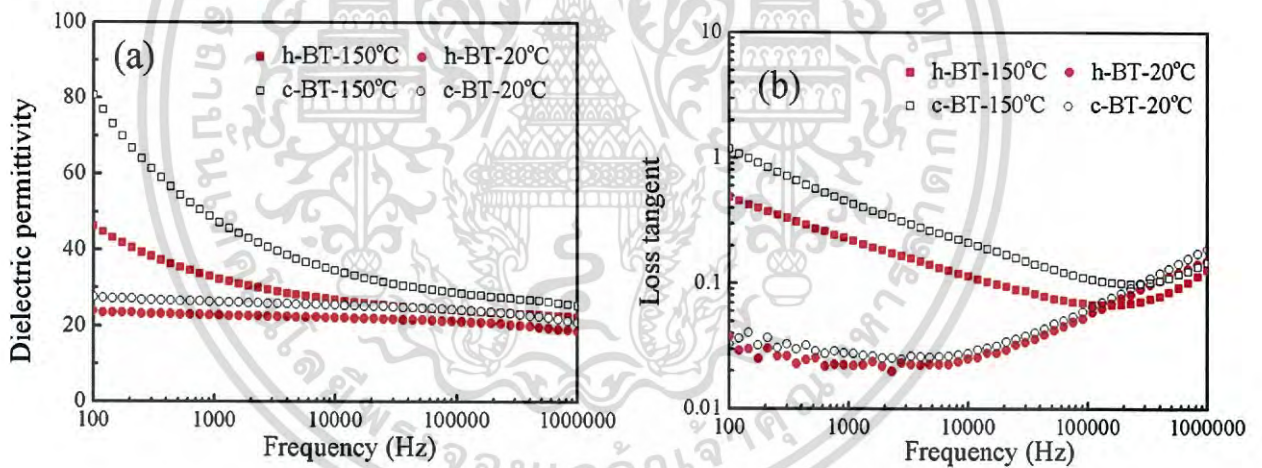 (a)
h-BT-150°C h-BT-20°C
c-BT-150°C c-BT-20°C
Dielectric permittivity
100
80
60
40
20
0
100 1000 10000 100000 1000000
Frequency (Hz)
(b)
h-BT-150°C h-BT-20°C
c-BT-150°C c-BT-20°C
Loss tangent
10
1
0.1
0.01
100 1000 10000 100000 1000000
Frequency (Hz)